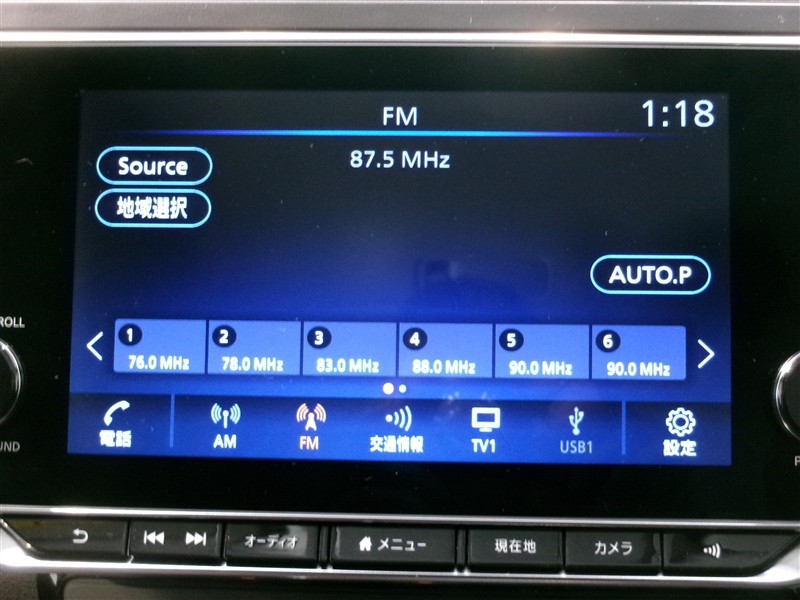 FM
1:18
87.5 MHz
Source
地域選択
AUTO.P
1 2 3 4 5 6
76.0 MHz 78.0 MHz 83.0 MHz 88.0 MHz 90.0 MHz 90.0 MHz
ROLL
電話 AM FM 交通情報 TV1 USB1 設定
UND
P
オーディオ メニュー 現在地 カメラ